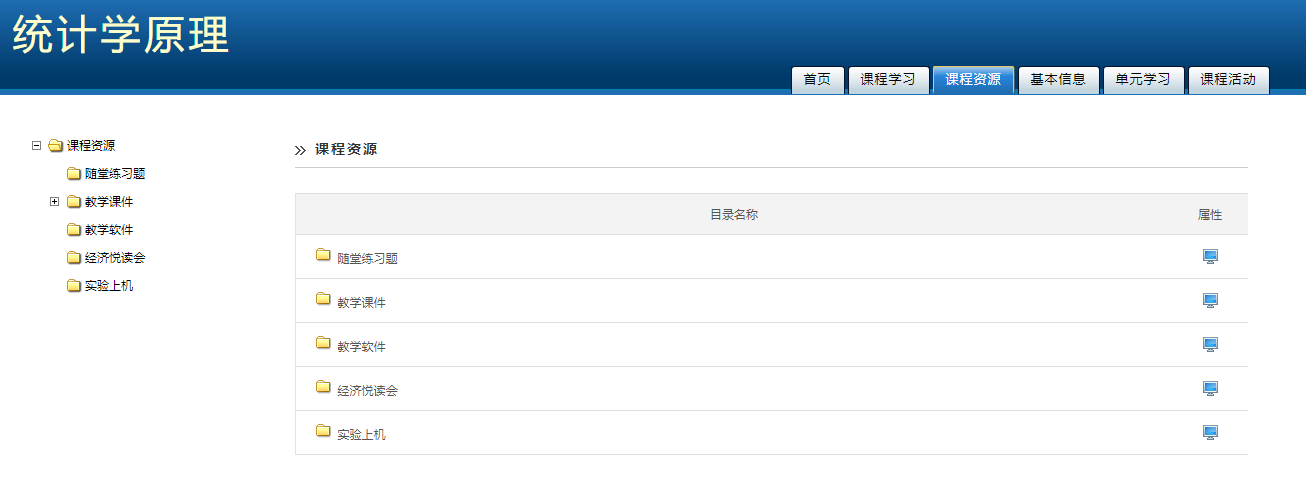 统计学原理
首页 课程学习 课程资源 基本信息 单元学习 课程活动
课程资源
随堂练习题
教学课件
教学软件
经济悦读会
实验上机
课程资源
目录名称 属性
随堂练习题
教学课件
教学软件
经济悦读会
实验上机